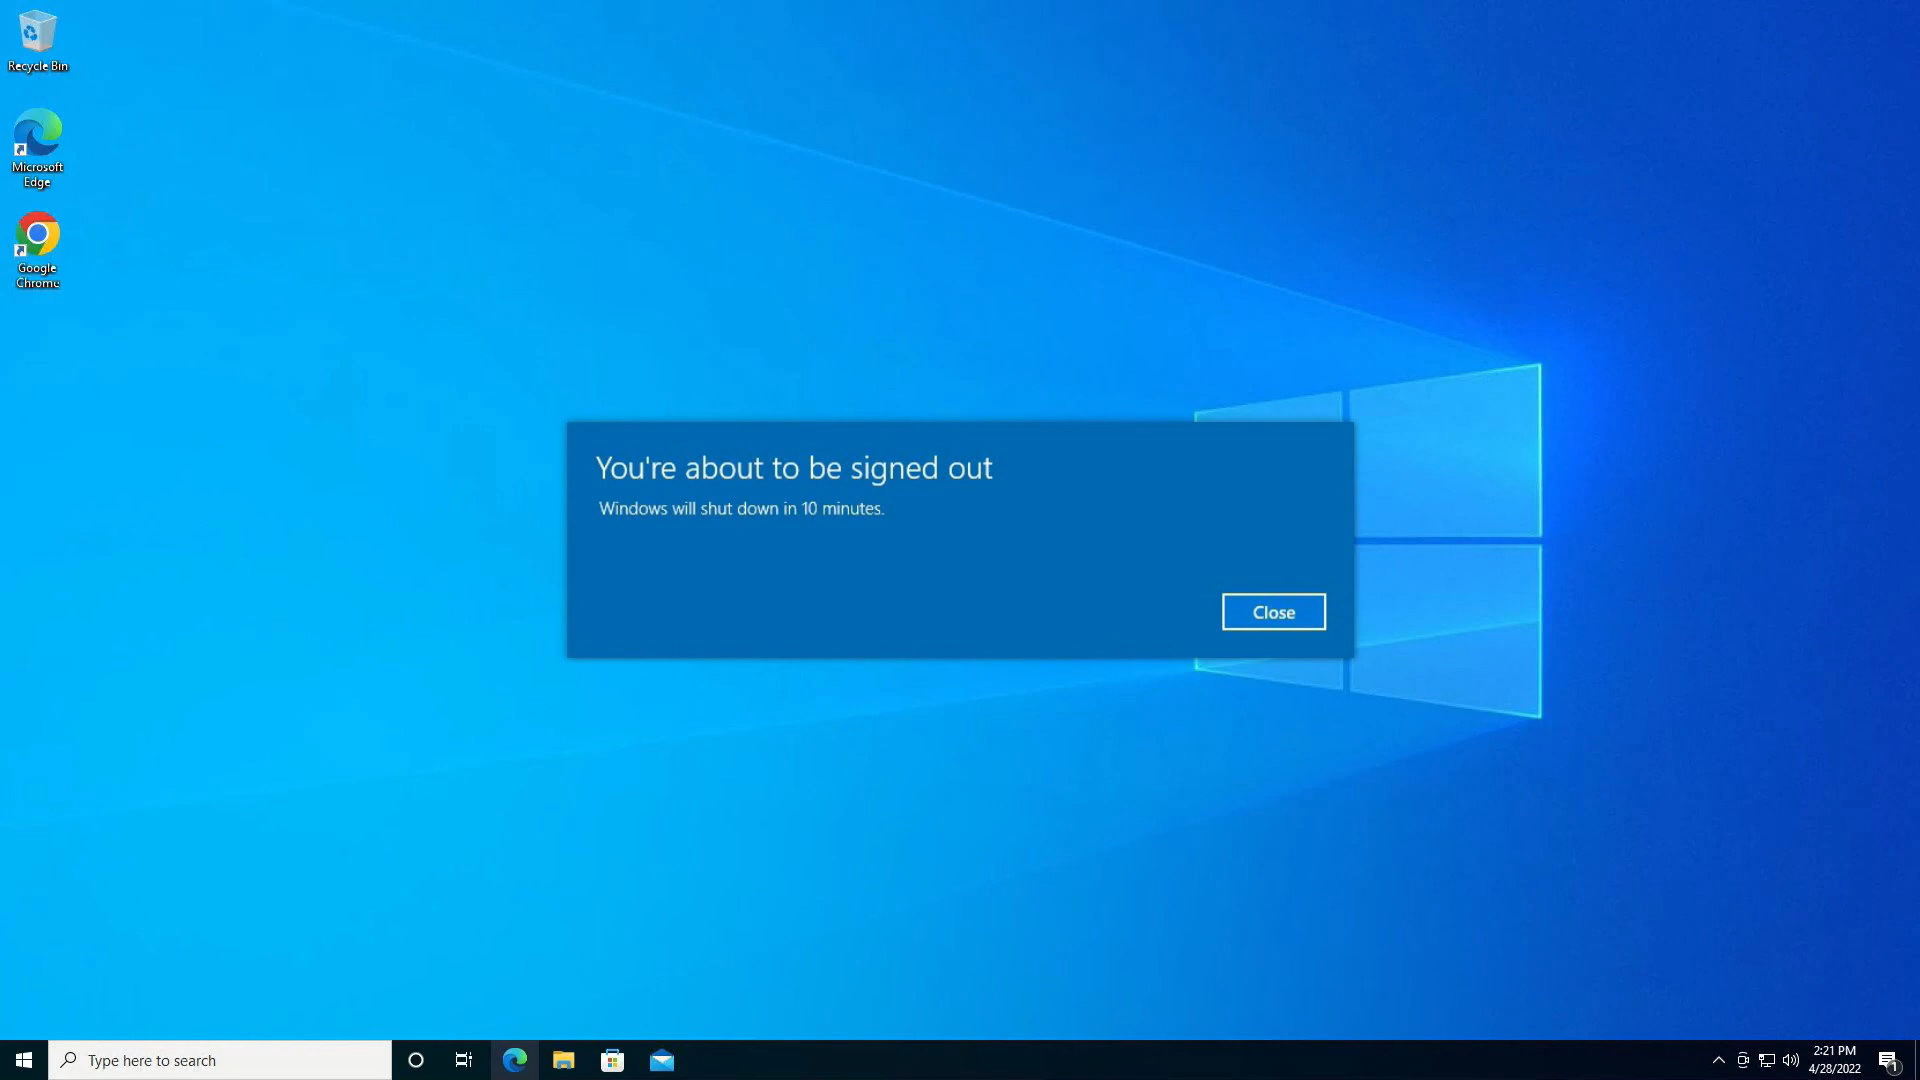 Recycle Bin
Microsoft
Edge
Google
Chrome
You're about to be signed out
Windows will shut down in 10 minutes.
Close
Type here to search
2:21 PM
4/28/2022
1